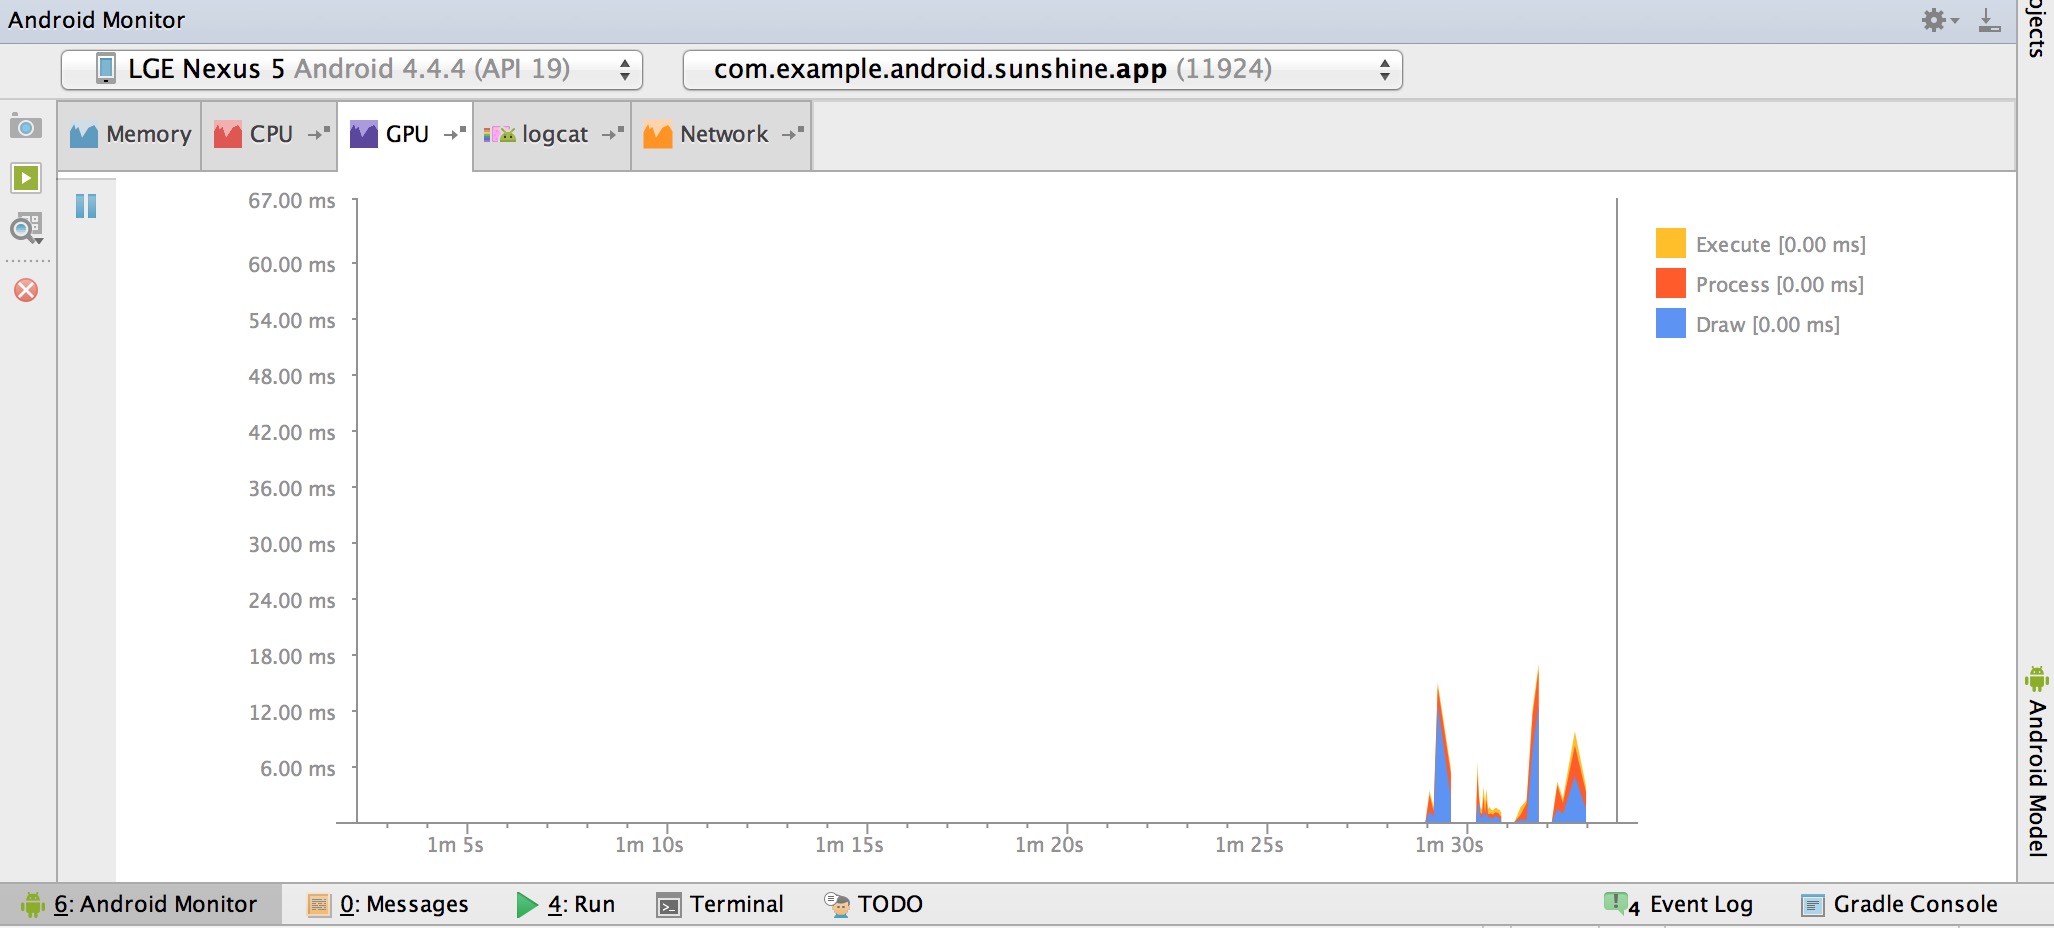 Android Monitor
LGE Nexus 5 Android 4.4.4 (API 19)
com.example.android.sunshine.app (11924)
Memory
CPU
GPU
logcat
Network
67.00 ms
60.00 ms
54.00 ms
48.00 ms
42.00 ms
36.00 ms
30.00 ms
24.00 ms
18.00 ms
12.00 ms
6.00 ms
1m 5s
1m 10s
1m 15s
1m 20s
1m 25s
1m 30s
Execute [0.00 ms]
Process [0.00 ms]
Draw [0.00 ms]
Android Model
6: Android Monitor
0: Messages
4: Run
Terminal
TODO
4 Event Log
Gradle Console